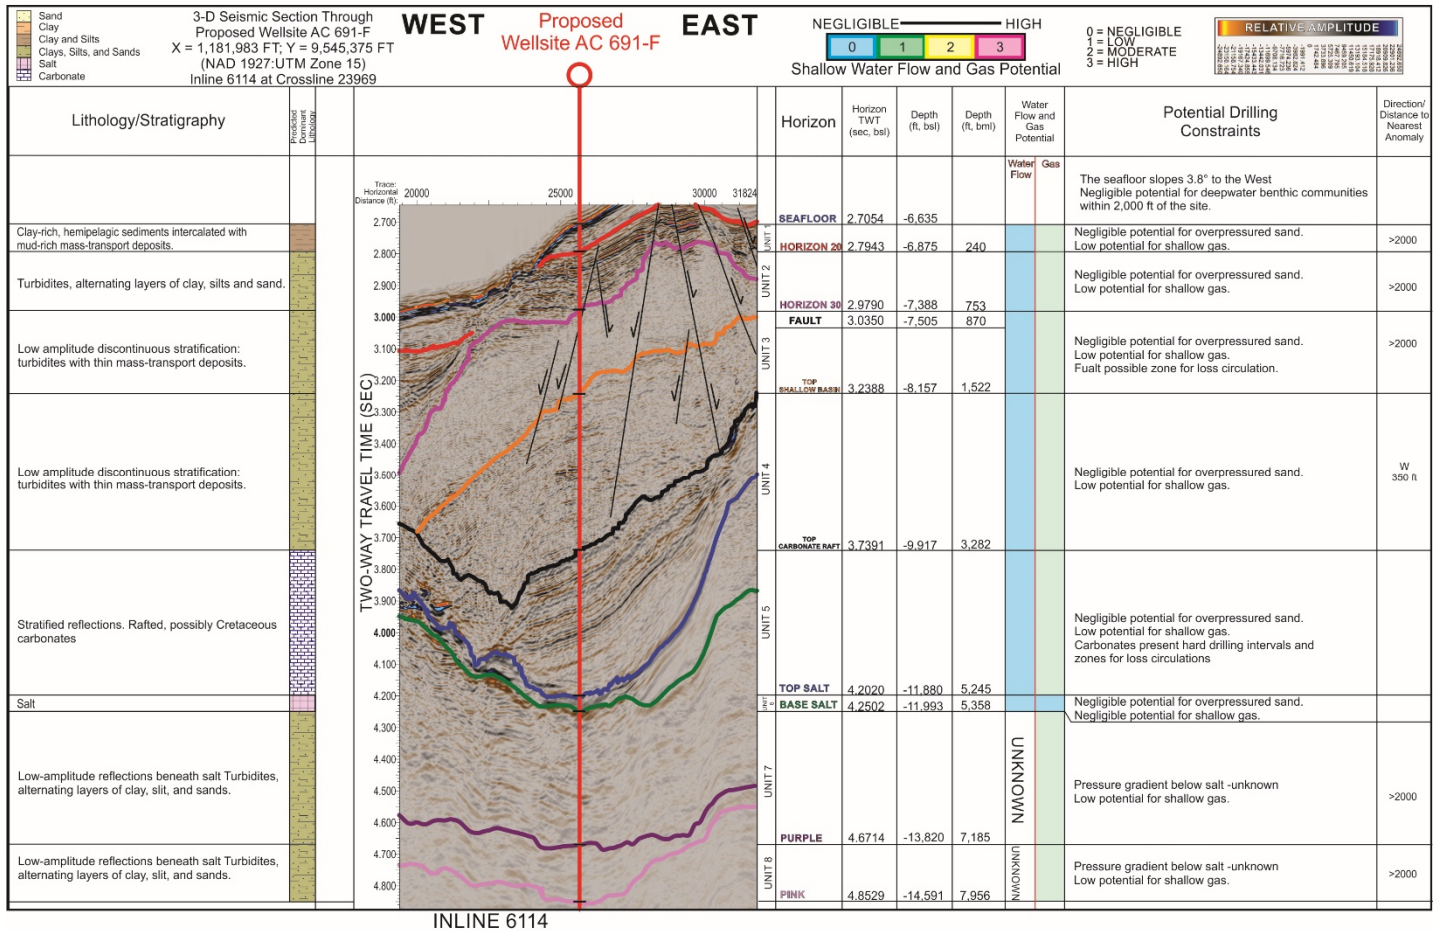 Sand
Clay
Clay and Silts
Clays, Silts, and Sands
Salt
Carbonate
3-D Seismic Section Through
Proposed Wellsite AC 691-F
X = 1,181,983 FT; Y = 9,545,375 FT
(NAD 1927:UTM Zone 15)
Inline 6114 at Crossline 23969
WEST
Proposed
Wellsite AC 691-F
EAST
NEGLIGIBLE
HIGH
0
1
2
3
Shallow Water Flow and Gas Potential
0 = NEGLIGIBLE
1 = LOW
2 = MODERATE
3 = HIGH
RELATIVE AMPLITUDE
Lithology/Stratigraphy
Predicted
Dominant
Lithology
Horizon
Horizon
TWT
(sec, bsl)
Depth
(ft, bsl)
Depth
(ft, bml)
Water
Flow and
Gas
Potential
Potential Drilling
Constraints
Direction/
Distance to
Nearest
Anomaly
Water
Flow
Gas
Trace:
Horizontal
Distance (ft):
20000
25000
30000
31824
TWO-WAY TRAVEL TIME (SEC)
2.700
2.800
2.900
3.000
3.100
3.200
3.300
3.400
3.500
3.600
3.700
3.800
3.900
4.000
4.100
4.200
4.300
4.400
4.500
4.600
4.700
4.800
SEAFLOOR 2.7054 -6,635
The seafloor slopes 3.8° to the West
Negligible potential for deepwater benthic communities
within 2,000 ft of the site.
Clay-rich, hemipelagic sediments intercalated with
mud-rich mass-transport deposits.
UNIT 1
HORIZON 20 2.7943 -6,875 240
Negligible potential for overpressured sand.
Low potential for shallow gas.
>2000
Turbidites, alternating layers of clay, silts and sand.
UNIT 2
HORIZON 30 2.9790 -7,388 753
Negligible potential for overpressured sand.
Low potential for shallow gas.
>2000
FAULT 3.0350 -7,505 870
Low amplitude discontinuous stratification:
turbidites with thin mass-transport deposits.
UNIT 3
TOP
SHALLOW BASIN 3.2388 -8,157 1,522
Negligible potential for overpressured sand.
Low potential for shallow gas.
Fualt possible zone for loss circulation.
>2000
Low amplitude discontinuous stratification:
turbidites with thin mass-transport deposits.
UNIT 4
TOP
CARBONATE RAFT 3.7391 -9,917 3,282
Negligible potential for overpressured sand.
Low potential for shallow gas.
W
350 ft
Stratified reflections. Rafted, possibly Cretaceous
carbonates
UNIT 5
TOP SALT 4.2020 -11,880 5,245
Negligible potential for overpressured sand.
Low potential for shallow gas.
Carbonates present hard drilling intervals and
zones for loss circulations
Salt
UNIT
BASE SALT 4.2502 -11,993 5,358
Negligible potential for overpressured sand.
Negligible potential for shallow gas.
Low-amplitude reflections beneath salt Turbidites,
alternating layers of clay, slit, and sands.
UNIT 7
PURPLE 4.6714 -13,820 7,185
UNKNOWN
Pressure gradient below salt -unknown
Low potential for shallow gas.
>2000
Low-amplitude reflections beneath salt Turbidites,
alternating layers of clay, slit, and sands.
UNIT 8
PINK 4.8529 -14,591 7,956
UNKNOWN
Pressure gradient below salt -unknown
Low potential for shallow gas.
>2000
INLINE 6114